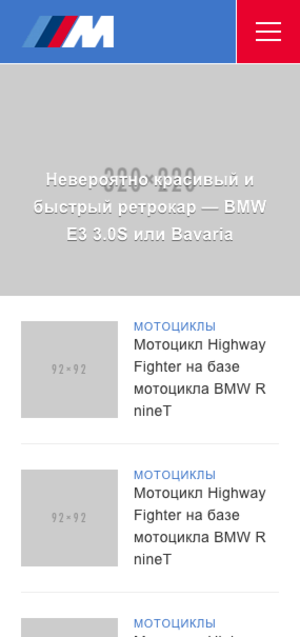 M
320×220
Невероятно красивый и
быстрый ретрокар — BMW
E3 3.0S или Bavaria
92×92
МОТОЦИКЛЫ
Мотоцикл Highway
Fighter на базе
мотоцикла BMW R
nineT
92×92
МОТОЦИКЛЫ
Мотоцикл Highway
Fighter на базе
мотоцикла BMW R
nineT
МОТОЦИКЛЫ